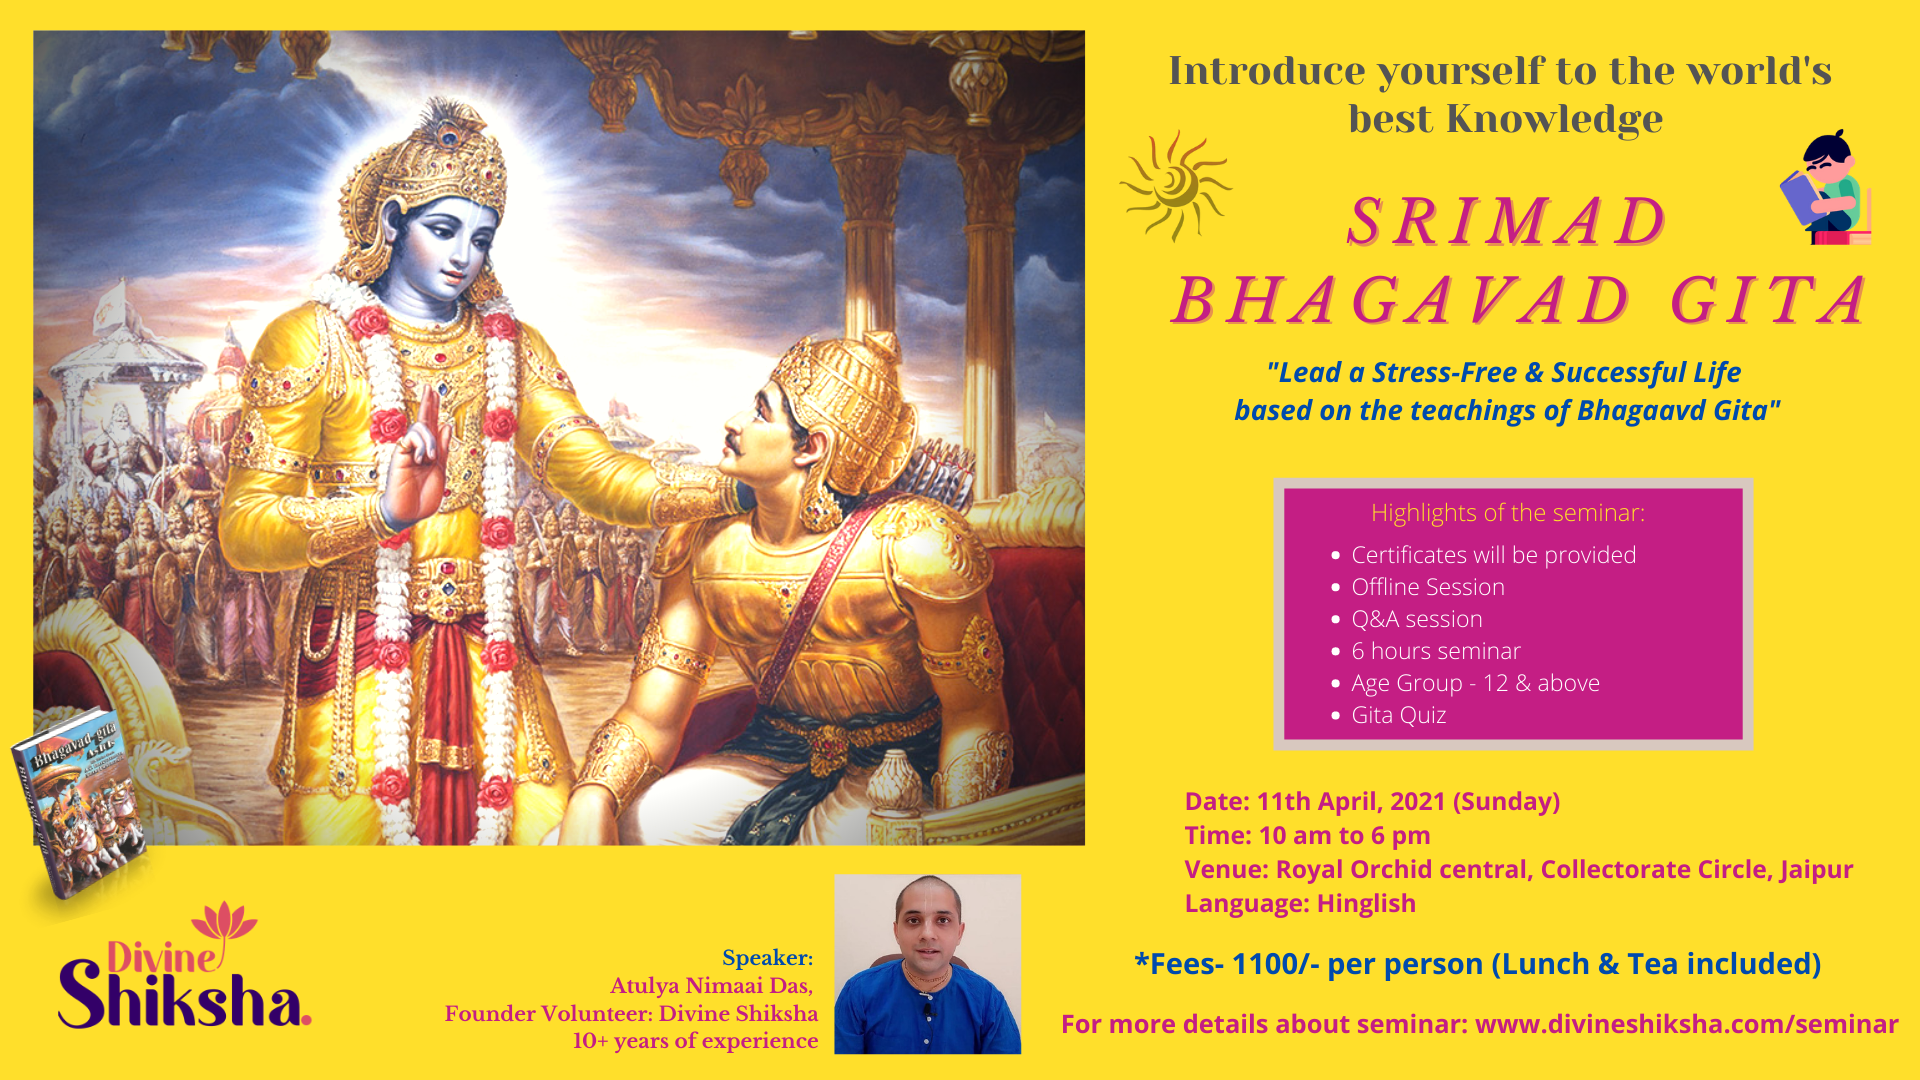 Introduce yourself to the world's
best Knowledge
SRIMAD
BHAGAVAD GITA
"Lead a Stress-Free & Successful Life
based on the teachings of Bhagaavd Gita"
Highlights of the seminar:
Certificates will be provided
Offline Session
Q&A session
6 hours seminar
Age Group - 12 & above
Gita Quiz
Date: 11th April, 2021 (Sunday)
Time: 10 am to 6 pm
Venue: Royal Orchid central, Collectorate Circle, Jaipur
Language: Hinglish
*Fees- 1100/- per person (Lunch & Tea included)
For more details about seminar: www.divineshiksha.com/seminar
Bhagavad-gita
As It Is
Divine
Shiksha.
Speaker:
Atulya Nimaai Das,
Founder Volunteer: Divine Shiksha
10+ years of experience